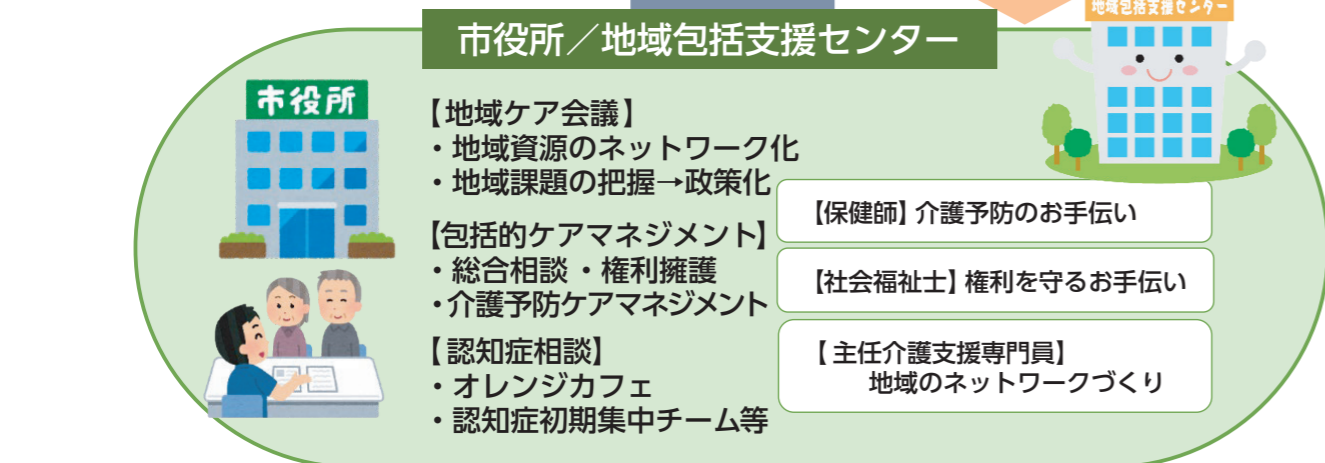 地域包括支援センター
市役所／地域包括支援センター
市役所
【地域ケア会議】
・地域資源のネットワーク化
・地域課題の把握→政策化
【包括的ケアマネジメント】
・総合相談・権利擁護
・介護予防ケアマネジメント
【認知症相談】
・オレンジカフェ
・認知症初期集中チーム等
【保健師】介護予防のお手伝い
【社会福祉士】権利を守るお手伝い
【主任介護支援専門員】
地域のネットワークづくり